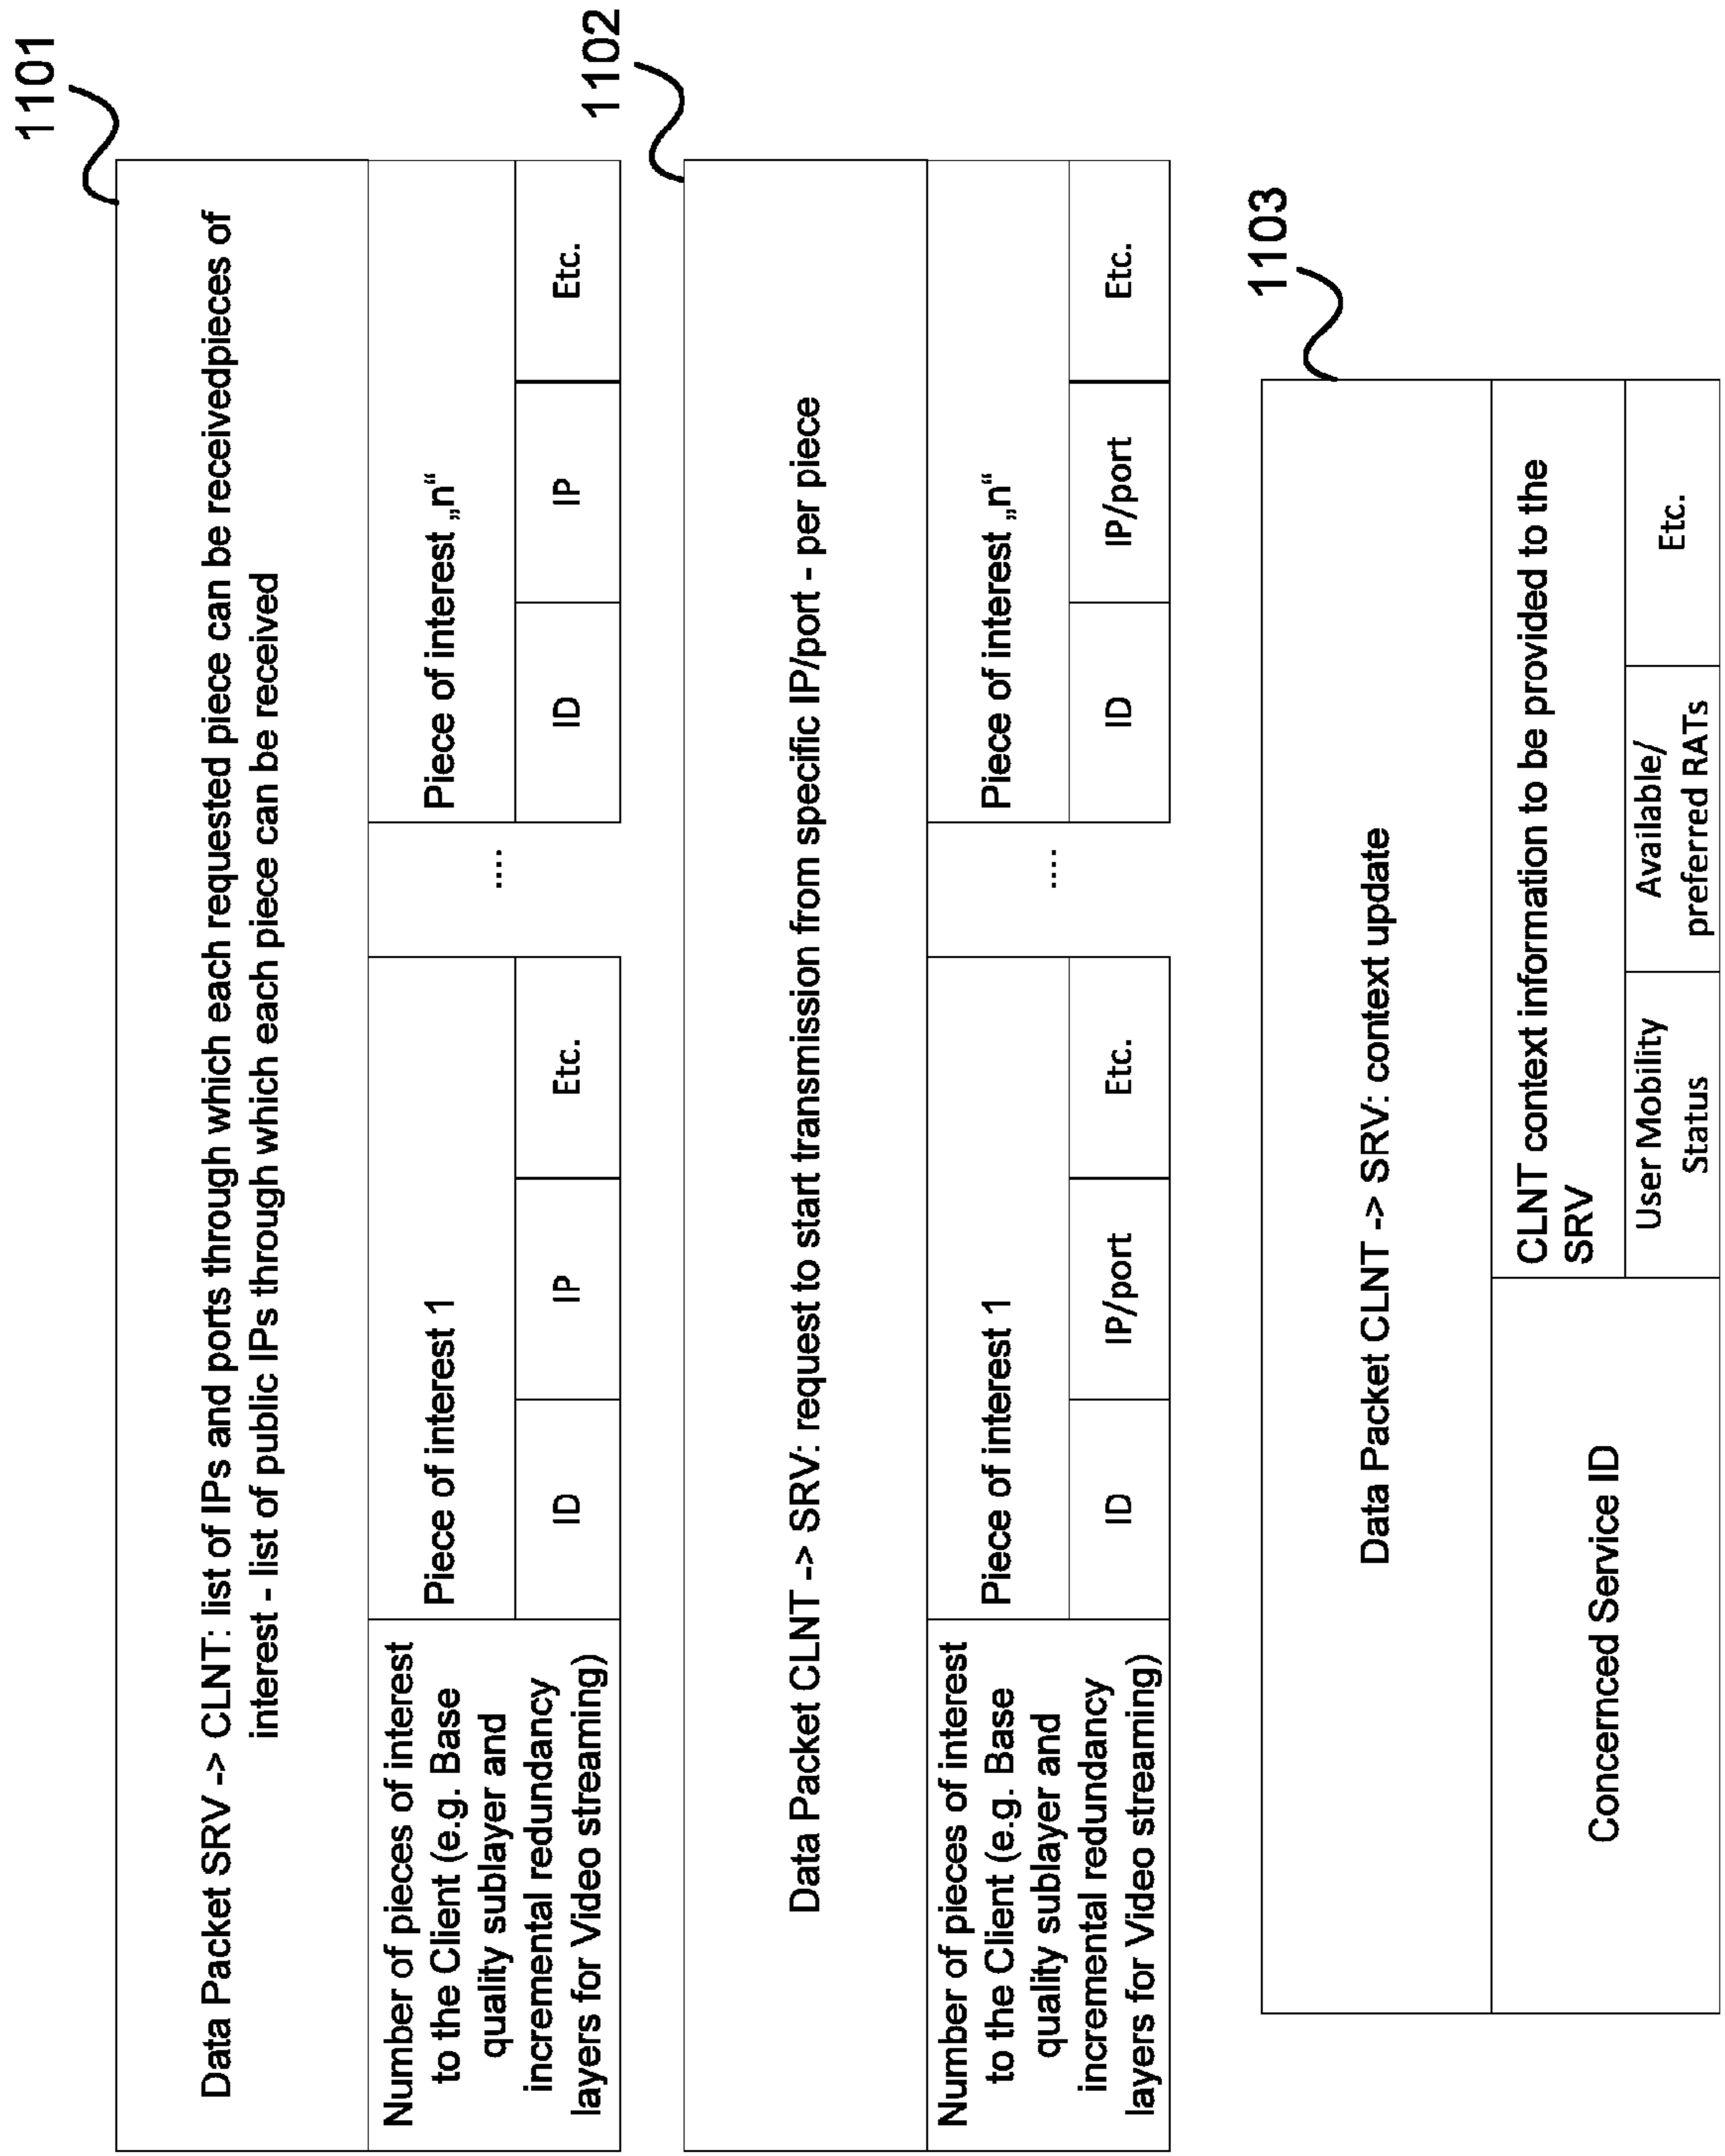 1101
Data Packet SRV -> CLNT: list of IPs and ports through which each requested piece can be receivedpieces of
interest - list of public IPs through which each piece can be received
Number of pieces of interest
to the Client (e.g. Base
quality sublayer and
incremental redundancy
layers for Video streaming)
Piece of interest 1
ID
IP
Etc.
....
Piece of interest „n“
ID
IP
Etc.
1102
Data Packet CLNT -> SRV: request to start transmission from specific IP/port - per piece
Number of pieces of interest
to the Client (e.g. Base
quality sublayer and
incremental redundancy
layers for Video streaming)
Piece of interest 1
ID
IP/port
Etc.
....
Piece of interest „n“
ID
IP/port
Etc.
1103
Data Packet CLNT -> SRV: context update
Concernced Service ID
CLNT context information to be provided to the
SRV
User Mobility
Status
Available/
preferred RATs
Etc.